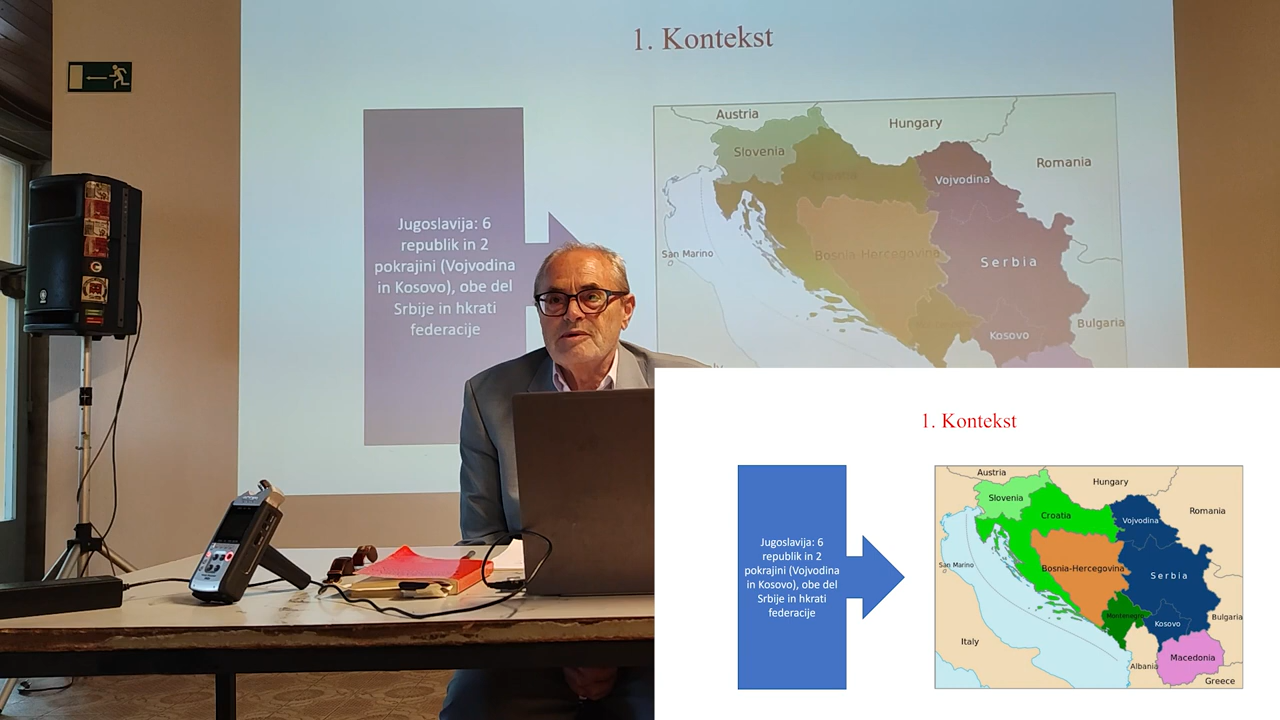 1. Kontekst
Austria
Hungary
Slovenia
Romania
Vojvodina
Jugoslavija: 6
republik in 2
pokrajini (Vojvodina
in Kosovo), obe del
Srbije in hkrati
federacije
San Marino
Bosnia-Hercegovina
Serbia
Kosovo
Bulgaria
1. Kontekst
Jugoslavija: 6
republik in 2
pokrajini (Vojvodina
in Kosovo), obe del
Srbije in hkrati
federacije
Austria
Hungary
Slovenia
Romania
Croatia
Vojvodina
San Marino
Bosnia-Hercegovina
Serbia
Montenegro
Kosovo
Bulgaria
Italy
Macedonia
Albania
Greece